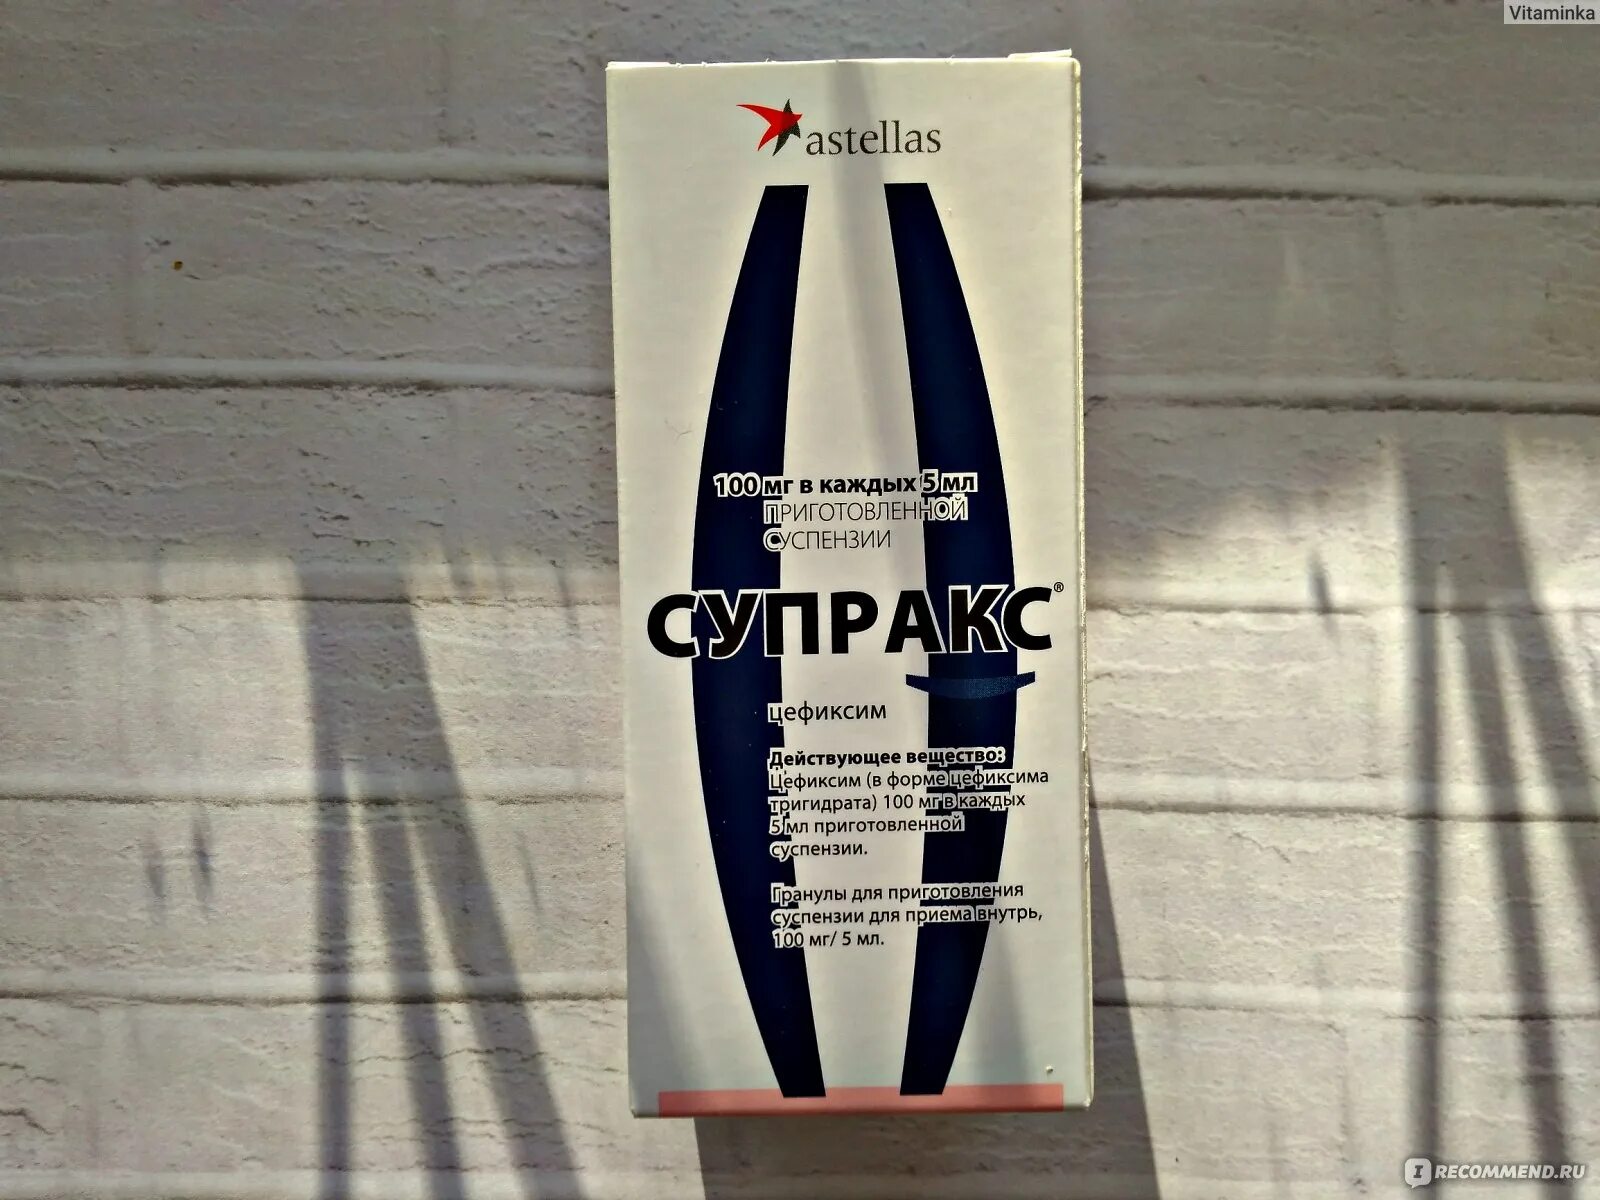 Vitaminka
astellas
100 мг в каждых 5 мл
ПРИГОТОВЛЕННОЙ
СУСПЕНЗИИ
СУПРАКС®
цефиксим
Действующее вещество:
Цефиксим (в форме цефиксима
тригидрата) 100 мг в каждых
5 мл приготовленной
суспензии.
Гранулы для приготовления
суспензии для приема внутрь,
100 мг/ 5 мл.
I RECOMMEND.RU